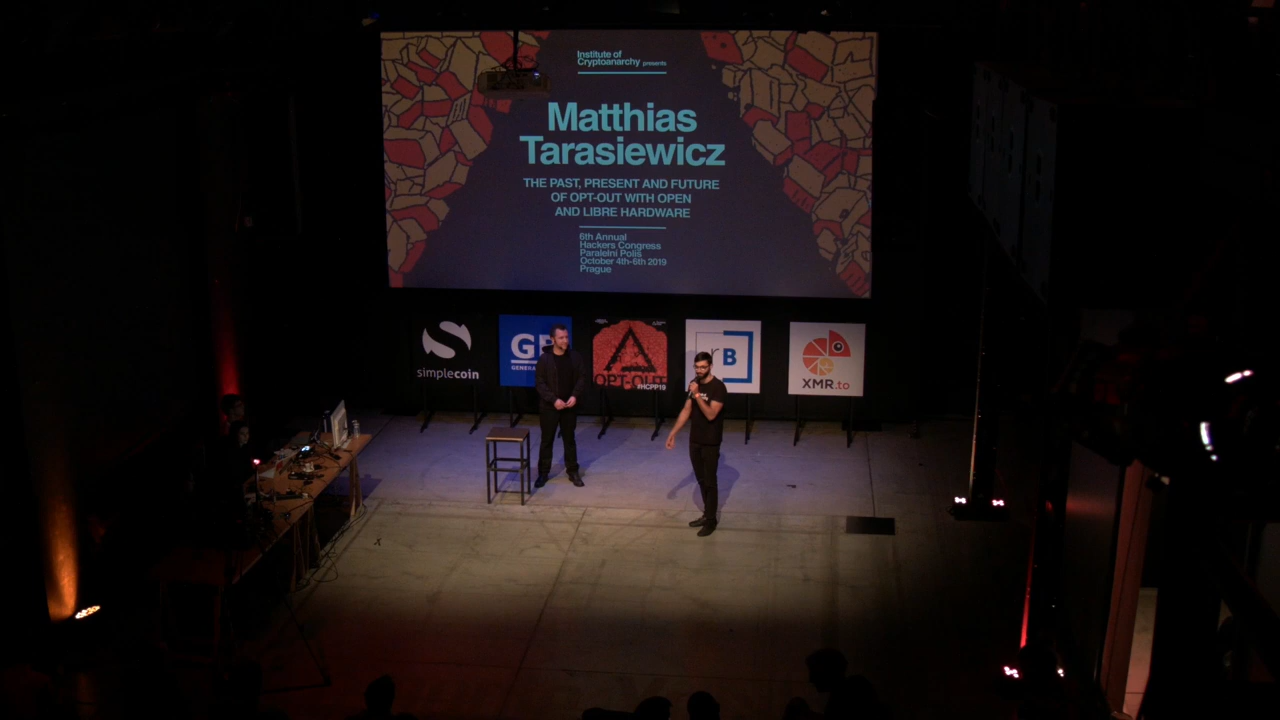 Institute of
Cryptoanarchy presents
Matthias
Tarasiewicz
THE PAST, PRESENT AND FUTURE
OF OPT-OUT WITH OPEN
AND LIBRE HARDWARE
6th Annual
Hackers Congress
Paralelní Polis
October 4th-6th 2019
Prague
simplecoin
OPT-OUT
#HCPP19
B
XMR.to